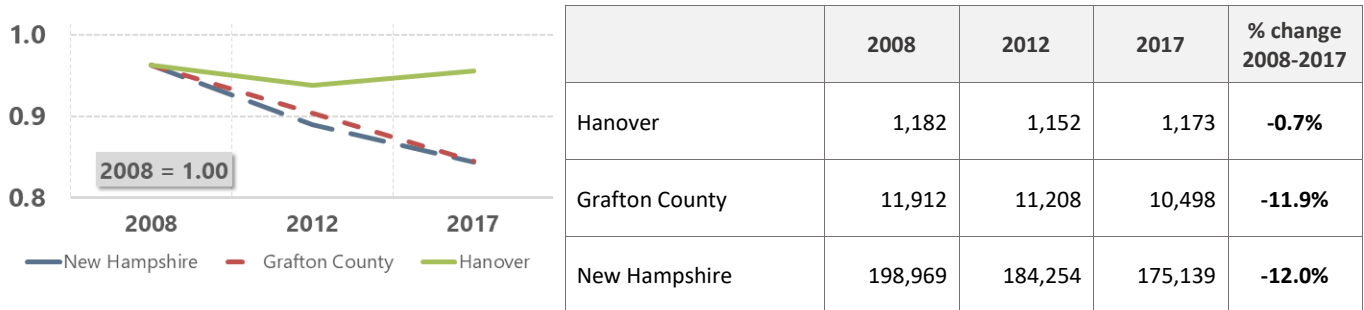 1.0
0.9
0.8
2008 = 1.00
2008 2012 2017
New Hampshire Grafton County Hanover
2008 2012 2017 % change
2008-2017
Hanover 1,182 1,152 1,173 -0.7%
Grafton County 11,912 11,208 10,498 -11.9%
New Hampshire 198,969 184,254 175,139 -12.0%